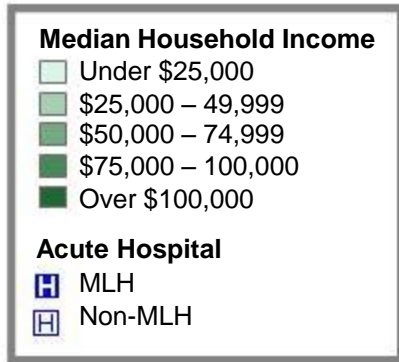 Median Household Income
Under $25,000
$25,000 – 49,999
$50,000 – 74,999
$75,000 – 100,000
Over $100,000
Acute Hospital
H MLH
H Non-MLH